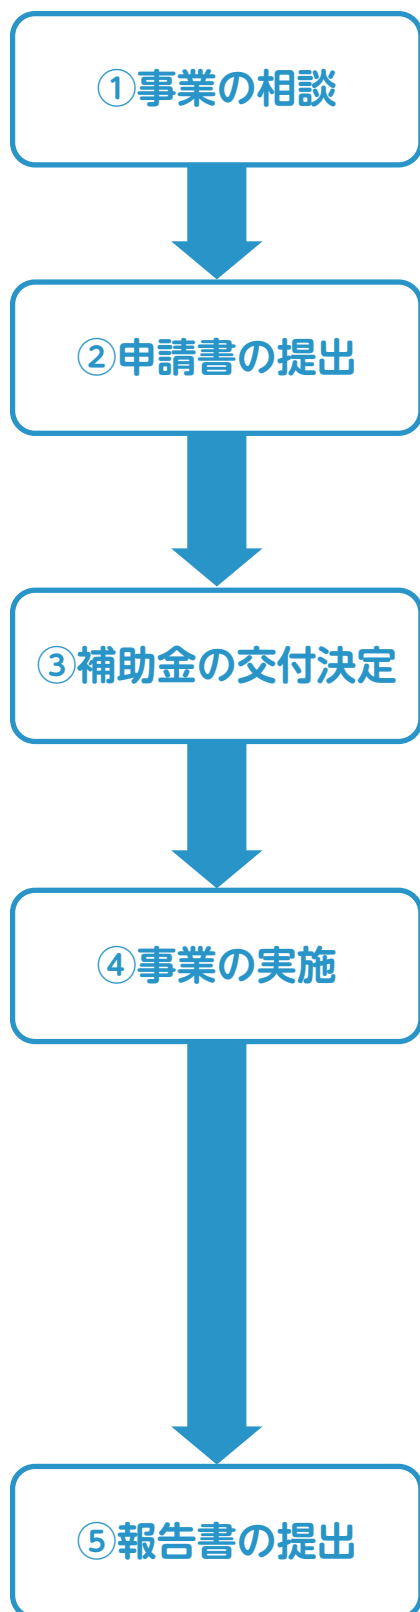 ①事業の相談
②申請書の提出
③補助金の交付決定
④事業の実施
⑤報告書の提出